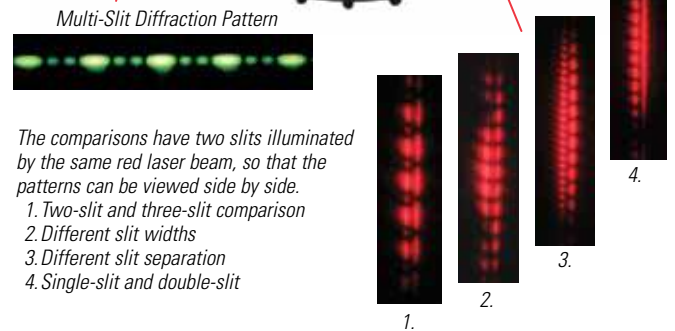 Multi-Slit Diffraction Pattern
The comparisons have two slits illuminated
by the same red laser beam, so that the
patterns can be viewed side by side.
1. Two-slit and three-slit comparison
2. Different slit widths
3. Different slit separation
4. Single-slit and double-slit
1.
2.
3.
4.